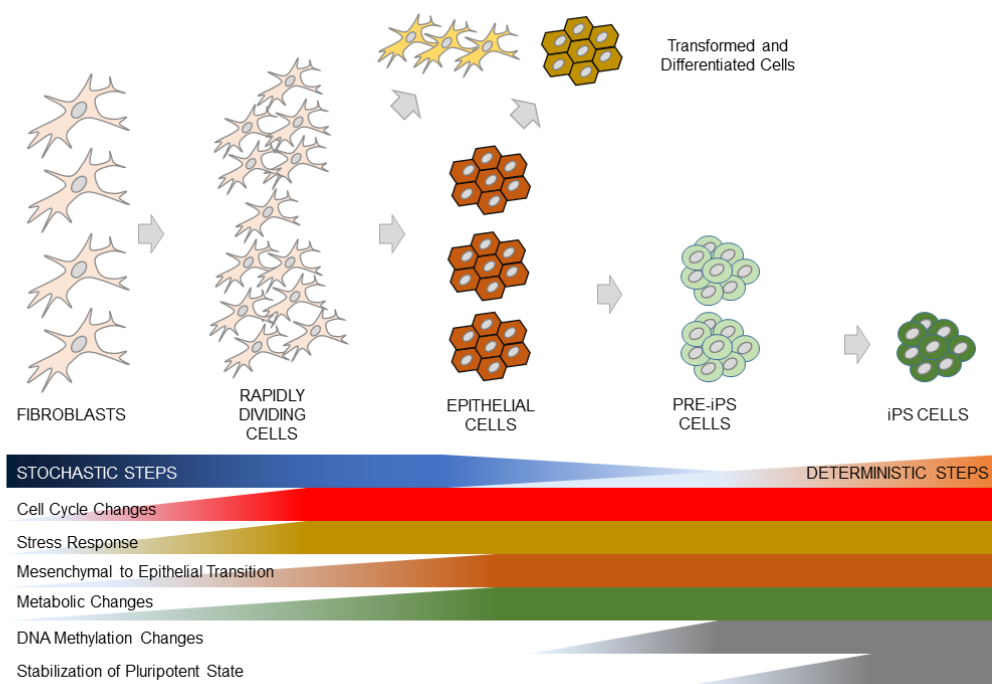 Transformed and
Differentiated Cells
FIBROBLASTS
RAPIDLY
DIVIDING
CELLS
EPITHELIAL
CELLS
PRE-iPS
CELLS
iPS CELLS
STOCHASTIC STEPS
DETERMINISTIC STEPS
Cell Cycle Changes
Stress Response
Mesenchymal to Epithelial Transition
Metabolic Changes
DNA Methylation Changes
Stabilization of Pluripotent State